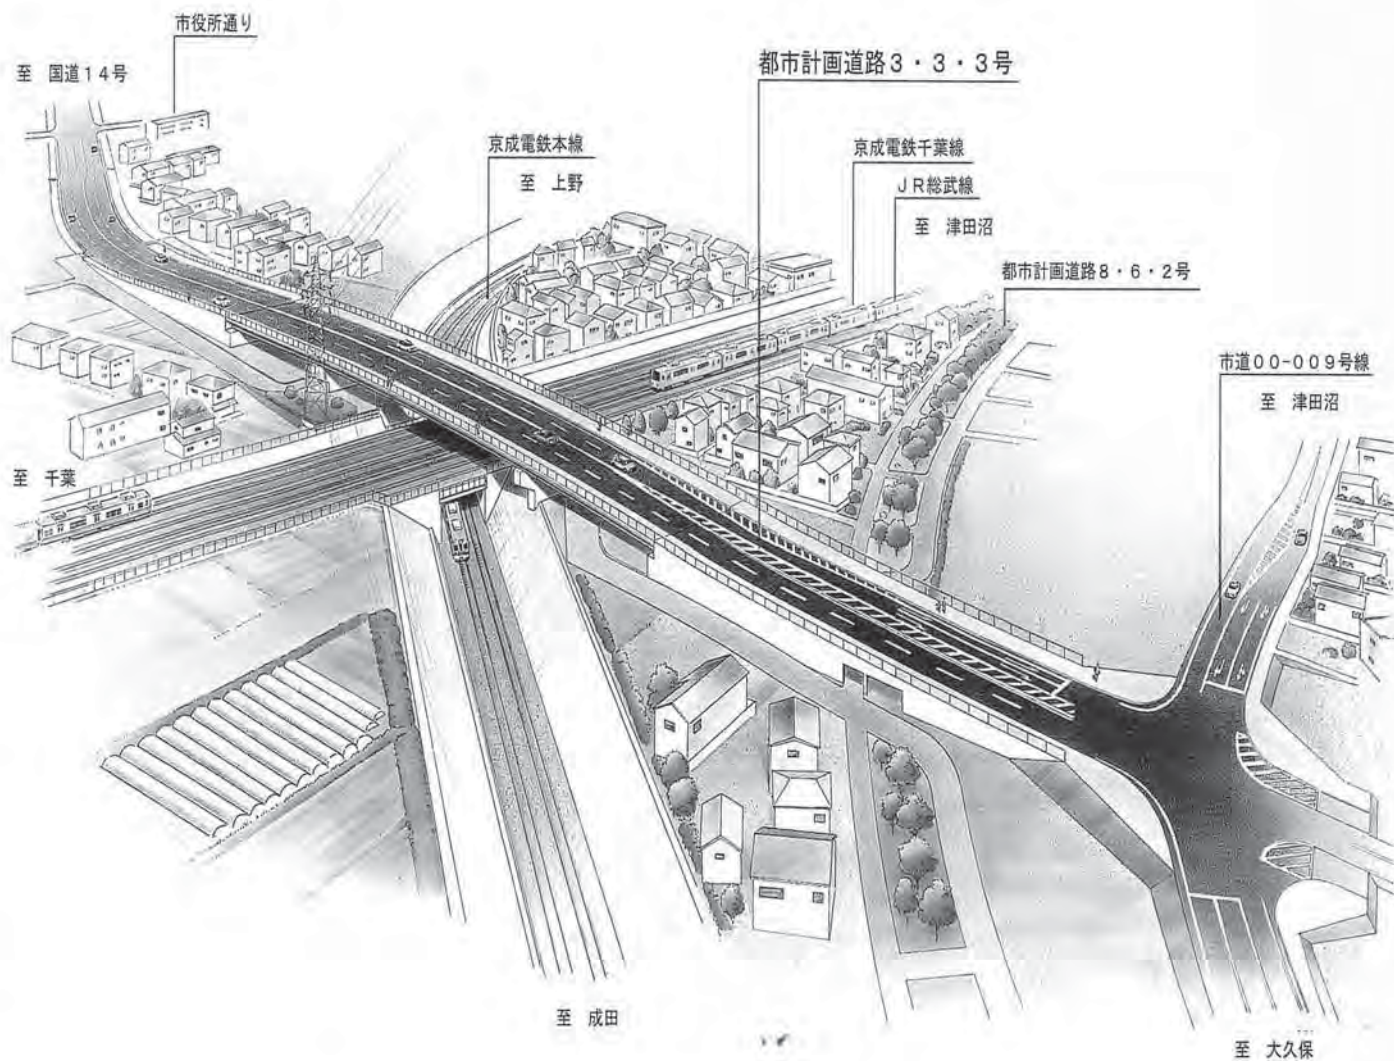 市役所通り
至 国道14号
都市計画道路3・3・3号
京成電鉄本線
至 上野
京成電鉄千葉線
JR総武線
至 津田沼
都市計画道路8・6・2号
市道00-009号線
至 津田沼
至 千葉
至 成田
至 大久保